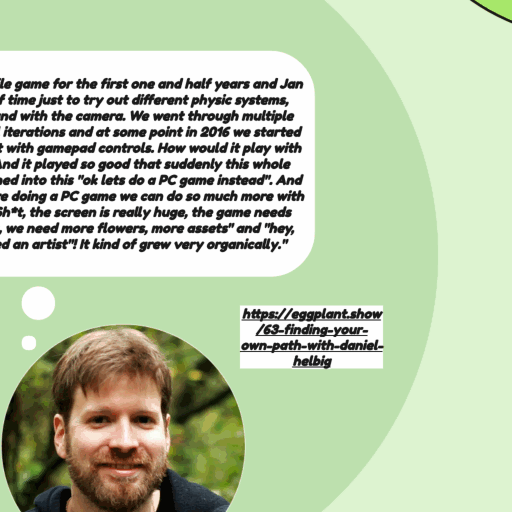 le game for the first one and half years and Jan
f time just to try out different physic systems,
nd with the camera. We went through multiple
iterations and at some point in 2016 we started
t with gamepad controls. How would it play with
And it played so good that suddenly this whole
ned into this "ok lets do a PC game instead". And
re doing a PC game we can do so much more with
Sh*t, the screen is really huge, the game needs
, we need more flowers, more assets" and "hey,
ed an artist"! It kind of grew very organically."
https://eggplant.show
/63-finding-your-
own-path-with-daniel-
helbig